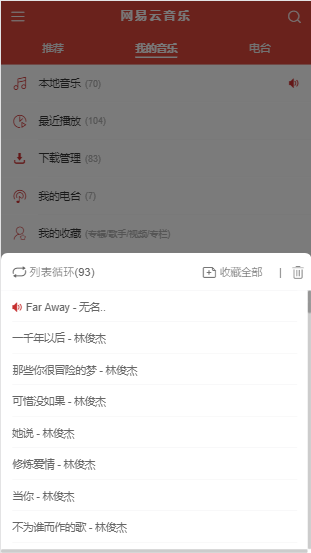 网易云音乐
推荐 我的音乐 电台
本地音乐 (70)
最近播放 (104)
下载管理 (83)
我的电台 (7)
我的收藏 (专辑/歌手/视频/专栏)
列表循环(93) 收藏全部 |
Far Away - 无名..
一千年以后 - 林俊杰
那些你很冒险的梦 - 林俊杰
可惜没如果 - 林俊杰
她说 - 林俊杰
修炼爱情 - 林俊杰
当你 - 林俊杰
不为谁而作的歌 - 林俊杰